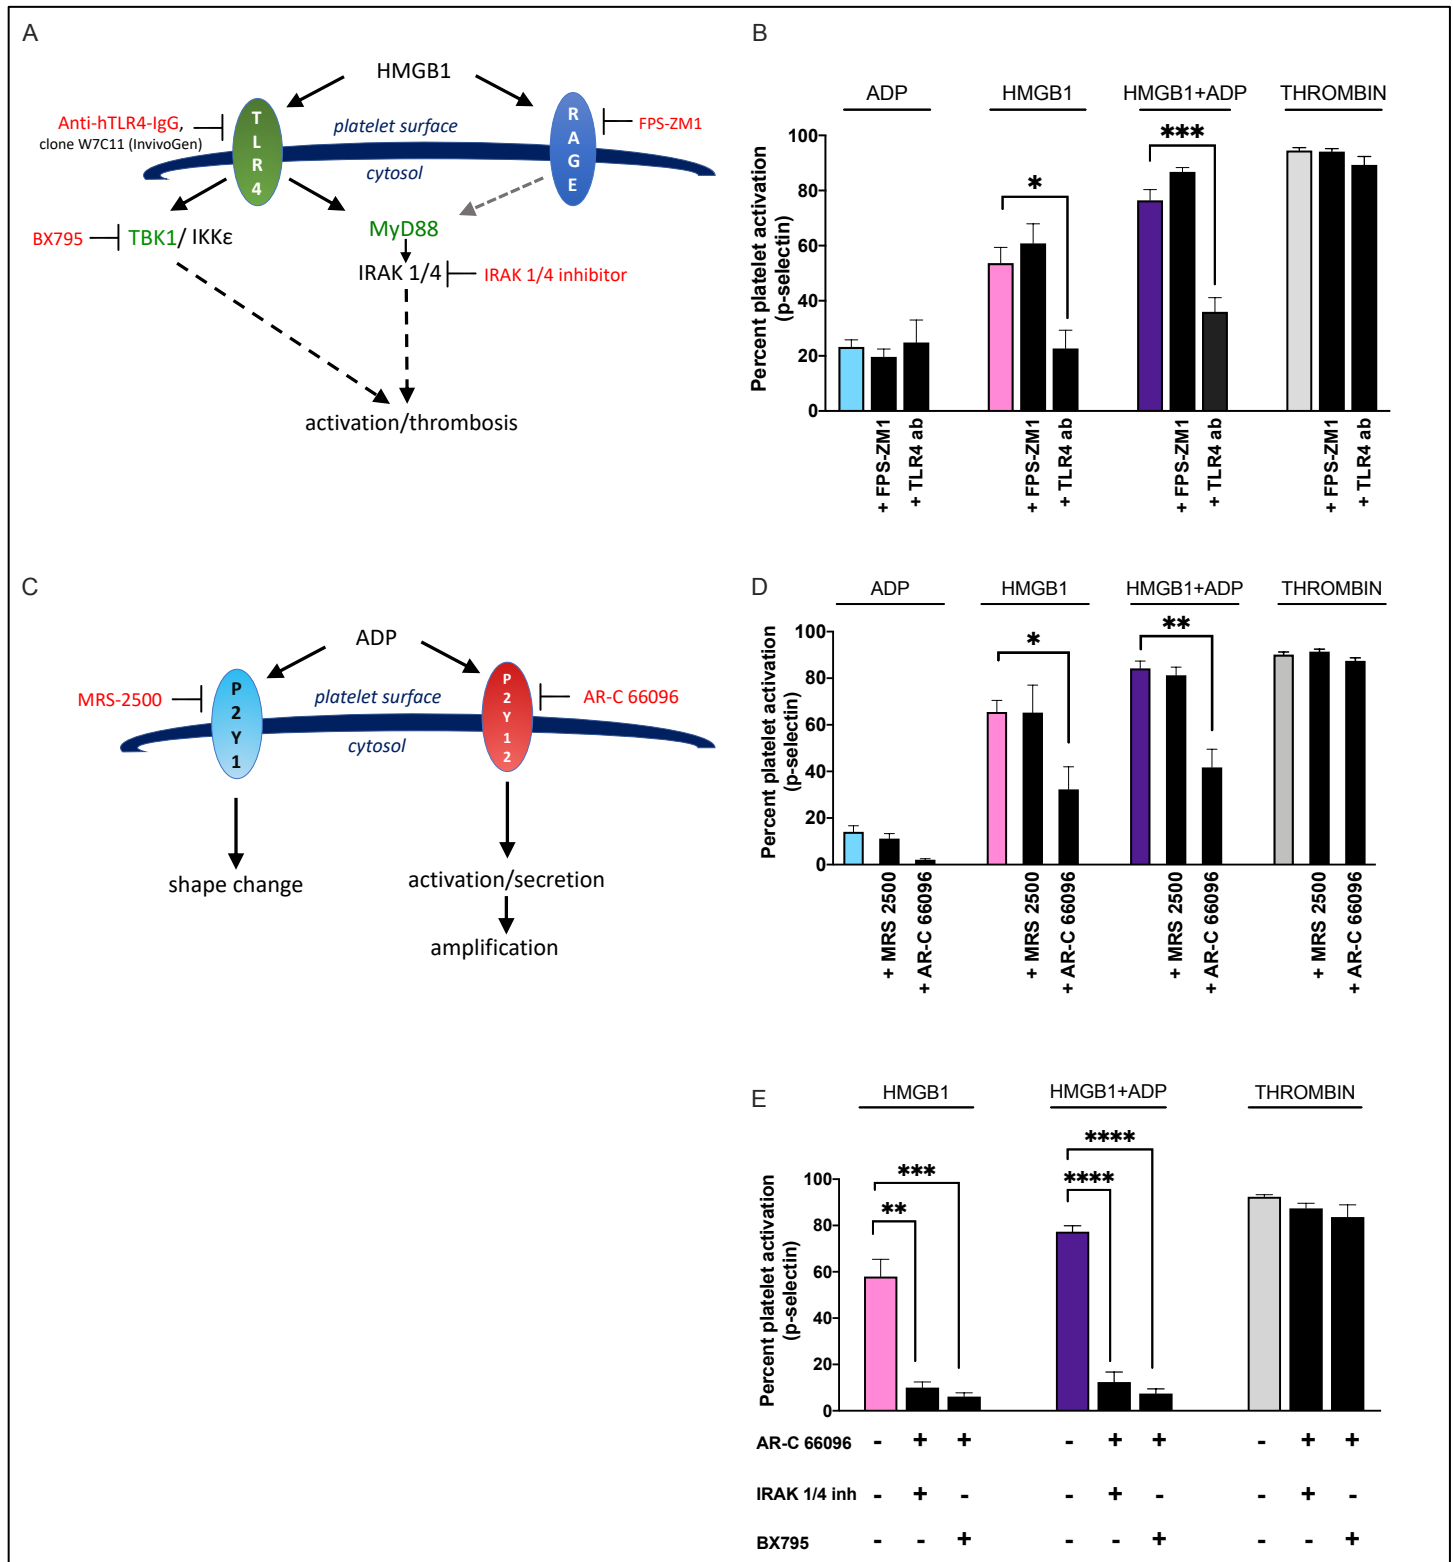 A
HMGB1
Anti-hTLR4-IgG,
clone W7C11 (InvivoGen)
T
L
R
4
platelet surface
cytosol
R
A
G
E
FPS-ZM1
BX795
TBK1/ IKKε
MyD88
IRAK 1/4
IRAK 1/4 inhibitor
activation/thrombosis
B
ADP
HMGB1
HMGB1+ADP
THROMBIN
Percent platelet activation
(p-selectin)
100
80
60
40
20
0
*
***
+ FPS-ZM1
+ TLR4 ab
+ FPS-ZM1
+ TLR4 ab
+ FPS-ZM1
+ TLR4 ab
+ FPS-ZM1
+ TLR4 ab
C
ADP
MRS-2500
P
2
Y
1
platelet surface
cytosol
P
2
Y
1
2
AR-C 66096
shape change
activation/secretion
amplification
D
ADP
HMGB1
HMGB1+ADP
THROMBIN
Percent platelet activation
(p-selectin)
100
80
60
40
20
0
*
**
+ MRS 2500
+ AR-C 66096
+ MRS 2500
+ AR-C 66096
+ MRS 2500
+ AR-C 66096
+ MRS 2500
+ AR-C 66096
E
HMGB1
HMGB1+ADP
THROMBIN
Percent platelet activation
(p-selectin)
100
80
60
40
20
0
**
***
****
****
AR-C 66096 - + + - + + - + +
IRAK 1/4 inh - + - - + - - + -
BX795 - - + - - + - - +